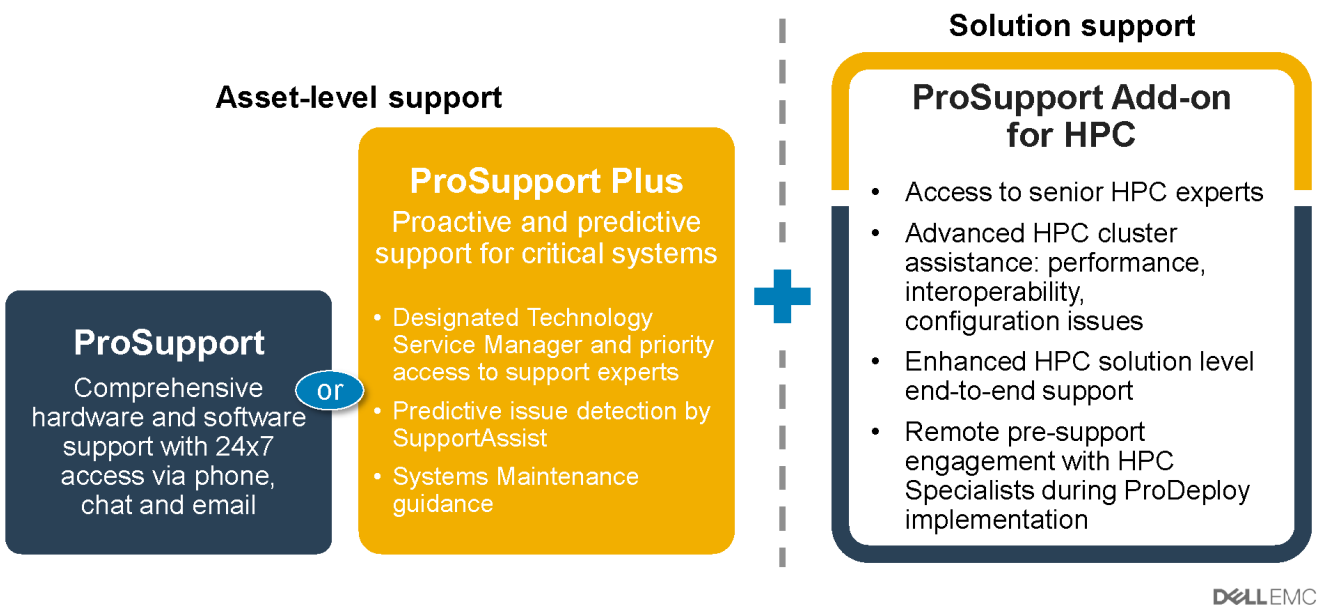 Asset-level support
ProSupport
Comprehensive
hardware and software
support with 24x7
access via phone,
chat and email
or
ProSupport Plus
Proactive and predictive
support for critical systems
• Designated Technology
Service Manager and priority
access to support experts
• Predictive issue detection by
SupportAssist
• Systems Maintenance
guidance
Solution support
ProSupport Add-on
for HPC
• Access to senior HPC experts
• Advanced HPC cluster
assistance: performance,
interoperability,
configuration issues
• Enhanced HPC solution level
end-to-end support
• Remote pre-support
engagement with HPC
Specialists during ProDeploy
implementation
DELLEMC